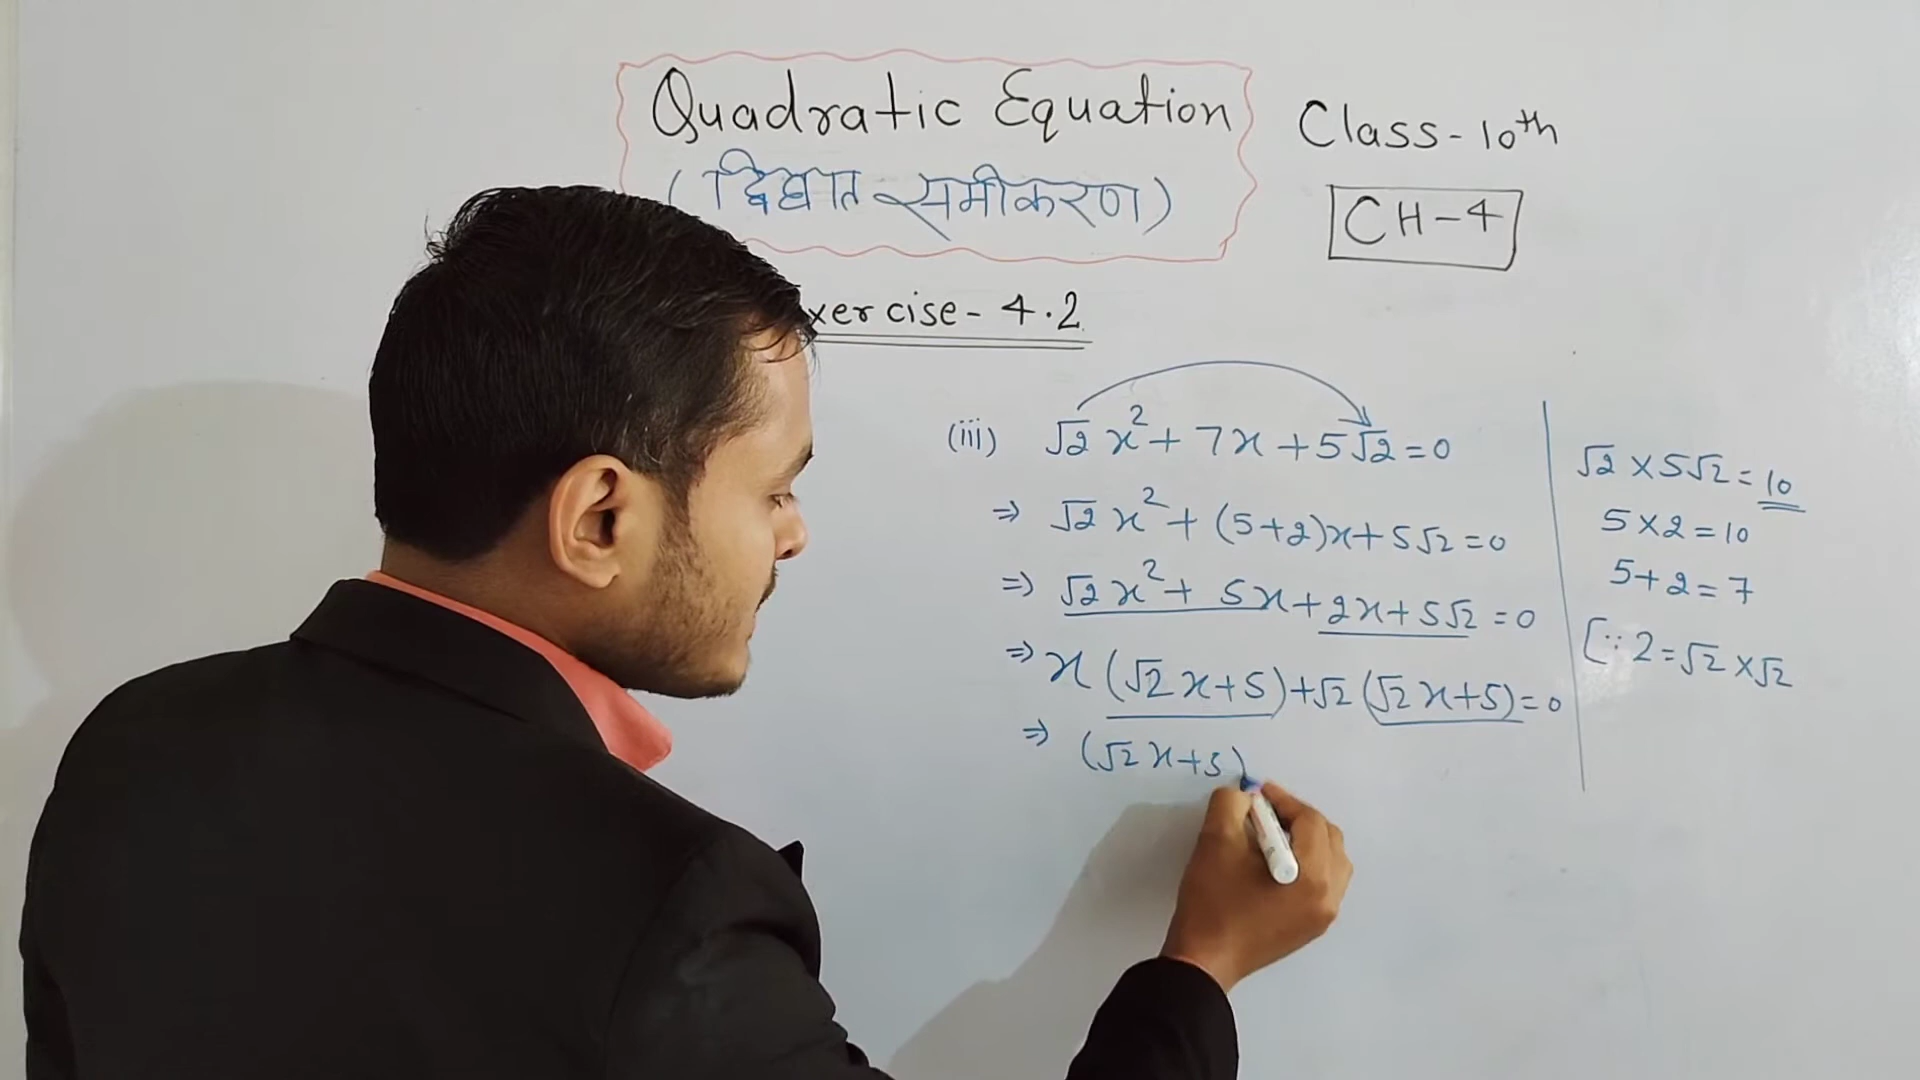 Quadratic Equation
(द्विघात समीकरण)
Class-10th
CH-4
xercise- 4.2
(iii) √2 x² + 7x + 5√2 = 0
⇒ √2 x² + (5+2)x + 5√2 = 0
⇒) √2 x² + 5x + 2x + 5√2 = 0
⇒ x (√2 x+5) + √2 (√2 x+5) = 0
⇒ (√2 x+5)
√2 × 5√2 = 10
5 × 2 = 10
5 + 2 = 7
[∵ 2 = √2 × √2